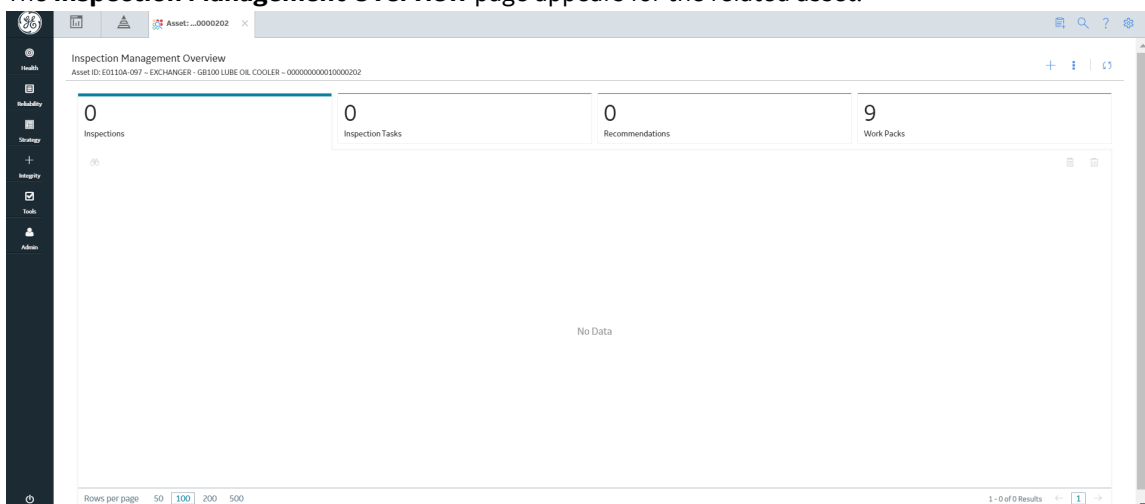 The Inspection Management Overview page appears for the related asset.
Asset: ...0000202
Health
Reliability
Strategy
Integrity
Tools
Admin
Inspection Management Overview
Asset ID: E0110A-097 ~ EXCHANGER - GB100 LUBE OIL COOLER ~ 000000000010000202
0
Inspections
0
Inspection Tasks
0
Recommendations
9
Work Packs
No Data
Rows per page 50 100 200 500
1 - 0 of 0 Results 1